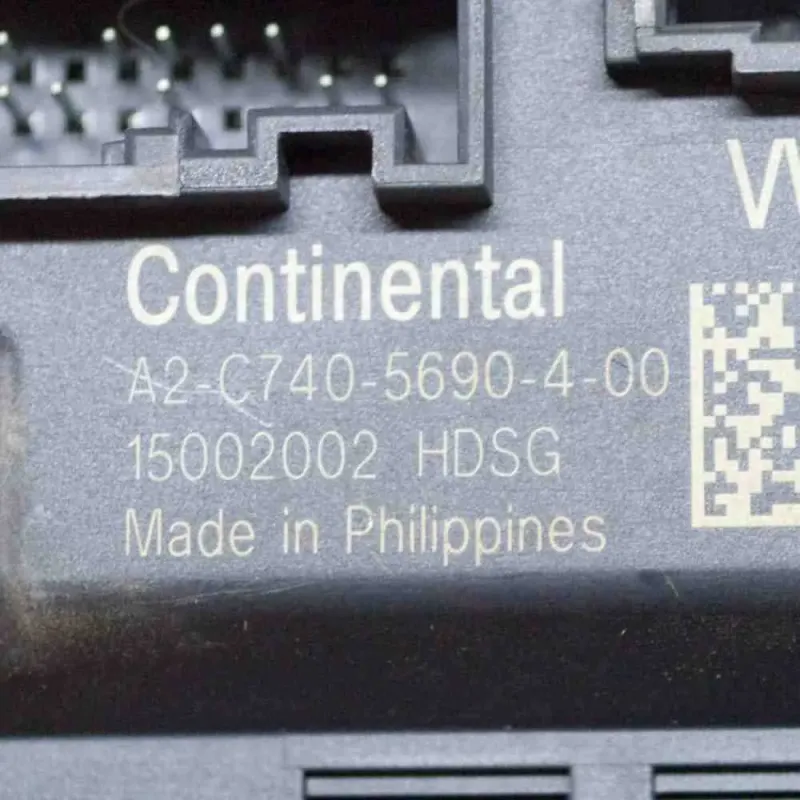 Continental
A2-C740-5690-4-00
15002002 HDSG
Made in Philippines